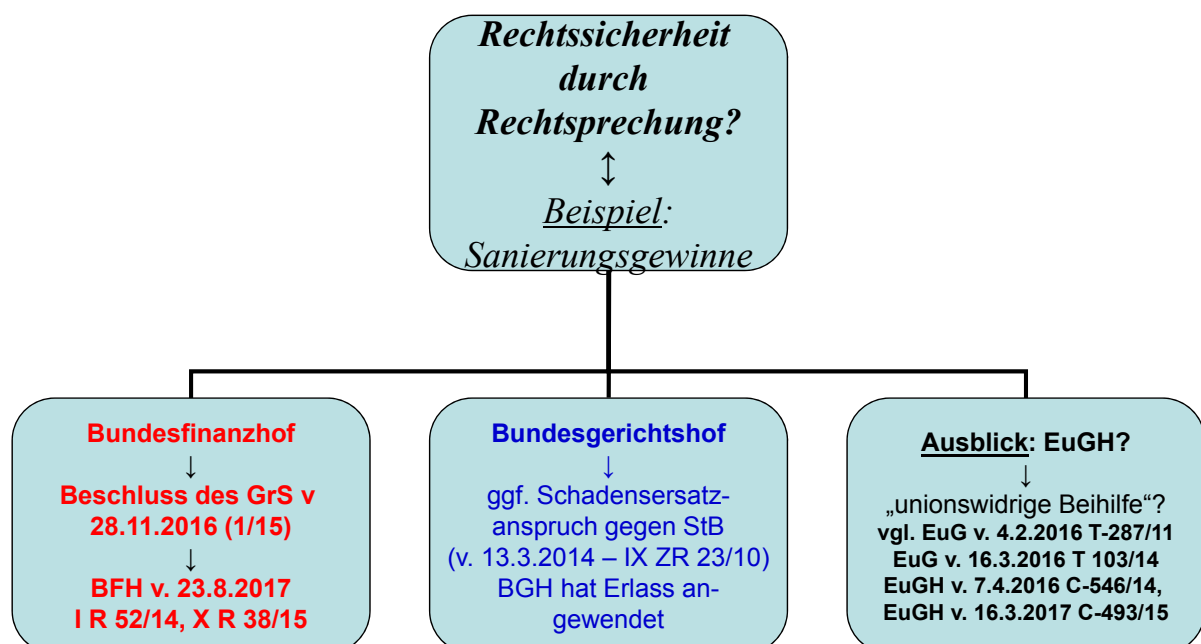 Rechtssicherheit
durch
Rechtsprechung?
↕
Beispiel:
Sanierungsgewinne
Bundesfinanzhof
↓
Beschluss des GrS v
28.11.2016 (1/15)
↓
BFH v. 23.8.2017
I R 52/14, X R 38/15
Bundesgerichtshof
↓
ggf. Schadensersatz-
anspruch gegen StB
(v. 13.3.2014 – IX ZR 23/10)
BGH hat Erlass an-
gewendet
Ausblick: EuGH?
↓
„unionswidrige Beihilfe“?
vgl. EuG v. 4.2.2016 T-287/11
EuG v. 16.3.2016 T 103/14
EuGH v. 7.4.2016 C-546/14,
EuGH v. 16.3.2017 C-493/15